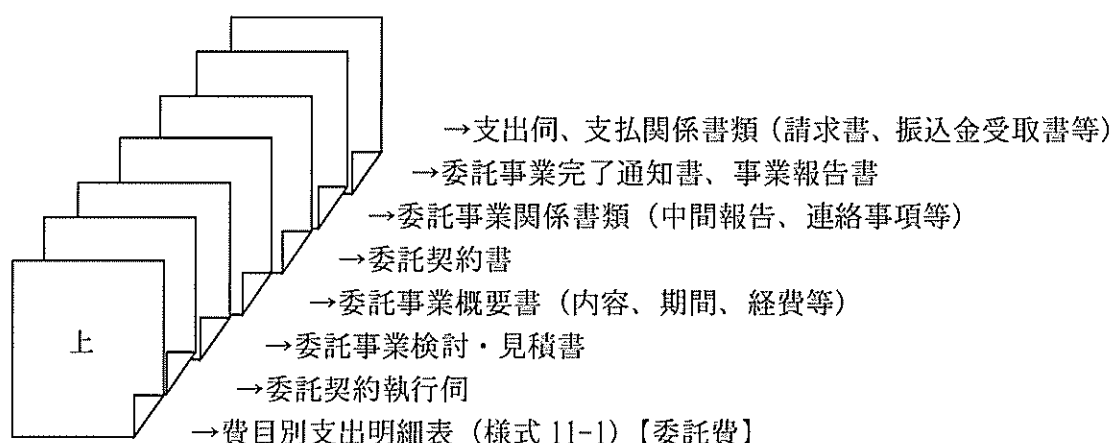 →支出伺、支払関係書類（請求書、振込金受取書等）
→委託事業完了通知書、事業報告書
→委託事業関係書類（中間報告、連絡事項等）
→委託契約書
→委託事業概要書（内容、期間、経費等）
→委託事業検討・見積書
上
→委託契約執行伺
→費目別支出明細表（様式 11-1）【委託費】